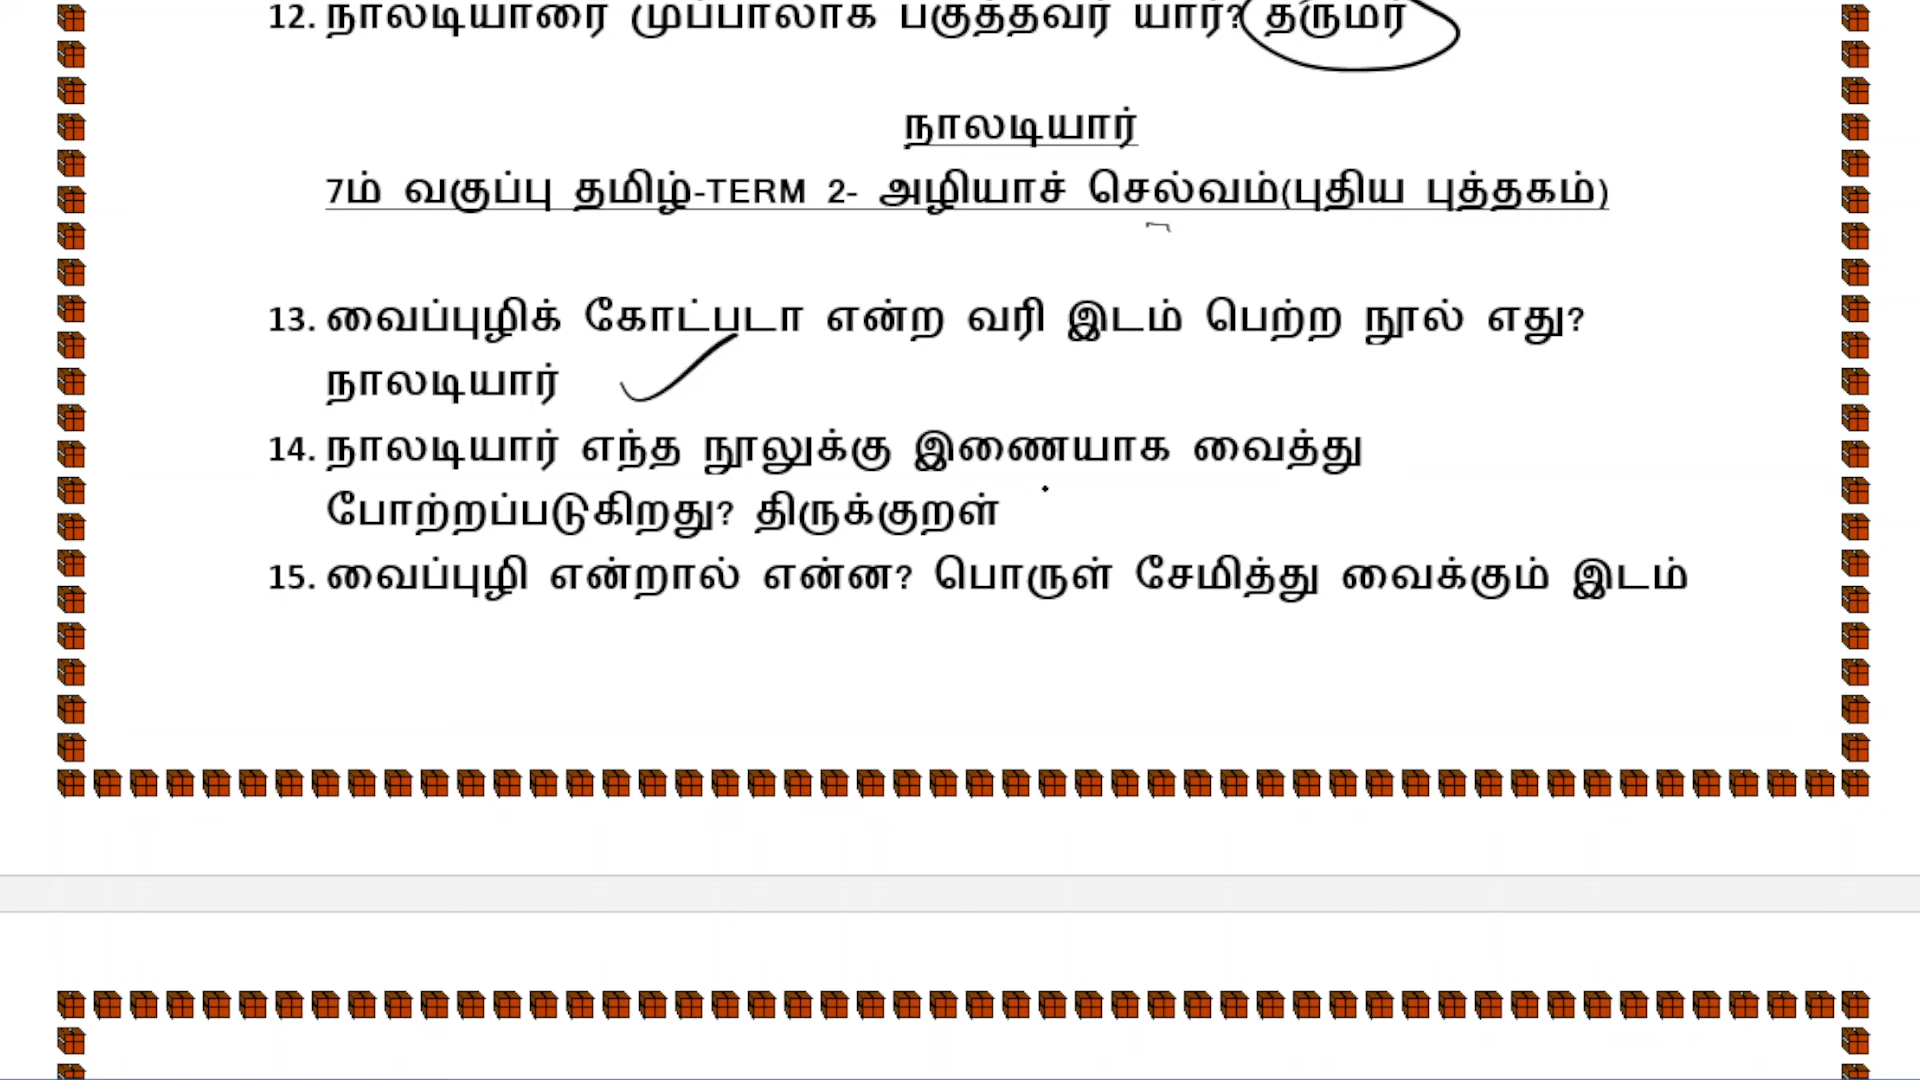 12. நாலடியாரை முப்பாலாக பகுத்தவர் யார்? தருமர்
நாலடியார்
7ம் வகுப்பு தமிழ்-TERM 2- அழியாச் செல்வம்(புதிய புத்தகம்)
13. வைப்புழிக் கோட்படா என்ற வரி இடம் பெற்ற நூல் எது?
நாலடியார்
14. நாலடியார் எந்த நூலுக்கு இணையாக வைத்து
போற்றப்படுகிறது? திருக்குறள்
15. வைப்புழி என்றால் என்ன? பொருள் சேமித்து வைக்கும் இடம்